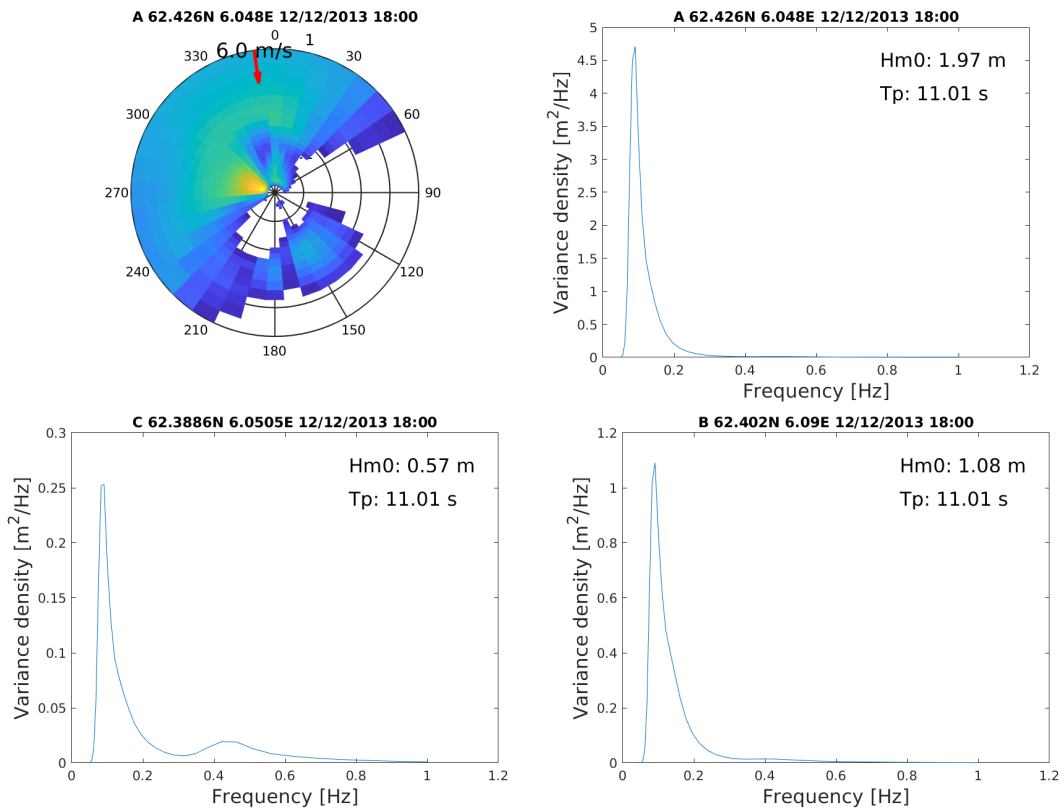 A 62.426N 6.048E 12/12/2013 18:00
0
1
6.0 m/s
330
30
300
60
270
90
240
120
210
150
180
A 62.426N 6.048E 12/12/2013 18:00
Hm0: 1.97 m
Tp: 11.01 s
5
4.5
4
3.5
3
2.5
2
1.5
1
0.5
0
0 0.2 0.4 0.6 0.8 1 1.2
Variance density [m²/Hz]
Frequency [Hz]
C 62.3886N 6.0505E 12/12/2013 18:00
Hm0: 0.57 m
Tp: 11.01 s
0.3
0.25
0.2
0.15
0.1
0.05
0
0 0.2 0.4 0.6 0.8 1 1.2
Variance density [m²/Hz]
Frequency [Hz]
B 62.402N 6.09E 12/12/2013 18:00
Hm0: 1.08 m
Tp: 11.01 s
1.2
1
0.8
0.6
0.4
0.2
0
0 0.2 0.4 0.6 0.8 1 1.2
Variance density [m²/Hz]
Frequency [Hz]